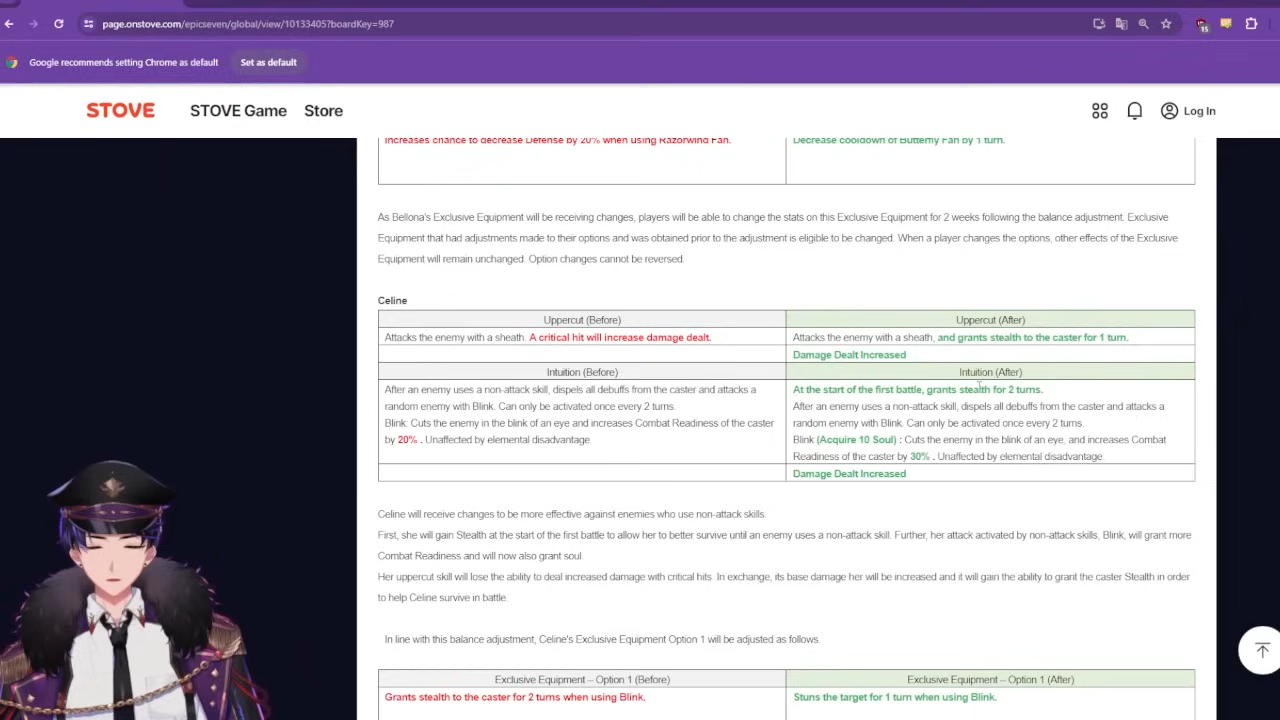 page.onstove.com/epicseven/global/view/10133405?boardKey=987
15
Google recommends setting Chrome as default
Set as default
STOVE
STOVE Game
Store
Log In
Increases chance to decrease Defense by 20% when using Razorwind Fan.
Decrease cooldown of Butterfly Fan by 1 turn.
As Bellona's Exclusive Equipment will be receiving changes, players will be able to change the stats on this Exclusive Equipment for 2 weeks following the balance adjustment. Exclusive
Equipment that had adjustments made to their options and was obtained prior to the adjustment is eligible to be changed. When a player changes the options, other effects of the Exclusive
Equipment will remain unchanged. Option changes cannot be reversed.
Celine
Uppercut (Before)
Uppercut (After)
Attacks the enemy with a sheath. A critical hit will increase damage dealt.
Attacks the enemy with a sheath, and grants stealth to the caster for 1 turn.
Damage Dealt Increased
Intuition (Before)
Intuition (After)
After an enemy uses a non-attack skill, dispels all debuffs from the caster and attacks a
random enemy with Blink. Can only be activated once every 2 turns.
Blink: Cuts the enemy in the blink of an eye and increases Combat Readiness of the caster
by 20% . Unaffected by elemental disadvantage.
At the start of the first battle, grants stealth for 2 turns.
After an enemy uses a non-attack skill, dispels all debuffs from the caster and attacks a
random enemy with Blink. Can only be activated once every 2 turns.
Blink (Acquire 10 Soul) : Cuts the enemy in the blink of an eye, and increases Combat
Readiness of the caster by 30% . Unaffected by elemental disadvantage.
Damage Dealt Increased
Celine will receive changes to be more effective against enemies who use non-attack skills.
First, she will gain Stealth at the start of the first battle to allow her to better survive until an enemy uses a non-attack skill. Further, her attack activated by non-attack skills, Blink, will grant more
Combat Readiness and will now also grant soul.
Her uppercut skill will lose the ability to deal increased damage with critical hits. In exchange, its base damage her will be increased and it will gain the ability to grant the caster Stealth in order
to help Celine survive in battle.
In line with this balance adjustment, Celine's Exclusive Equipment Option 1 will be adjusted as follows.
Exclusive Equipment – Option 1 (Before)
Exclusive Equipment – Option 1 (After)
Grants stealth to the caster for 2 turns when using Blink.
Stuns the target for 1 turn when using Blink.